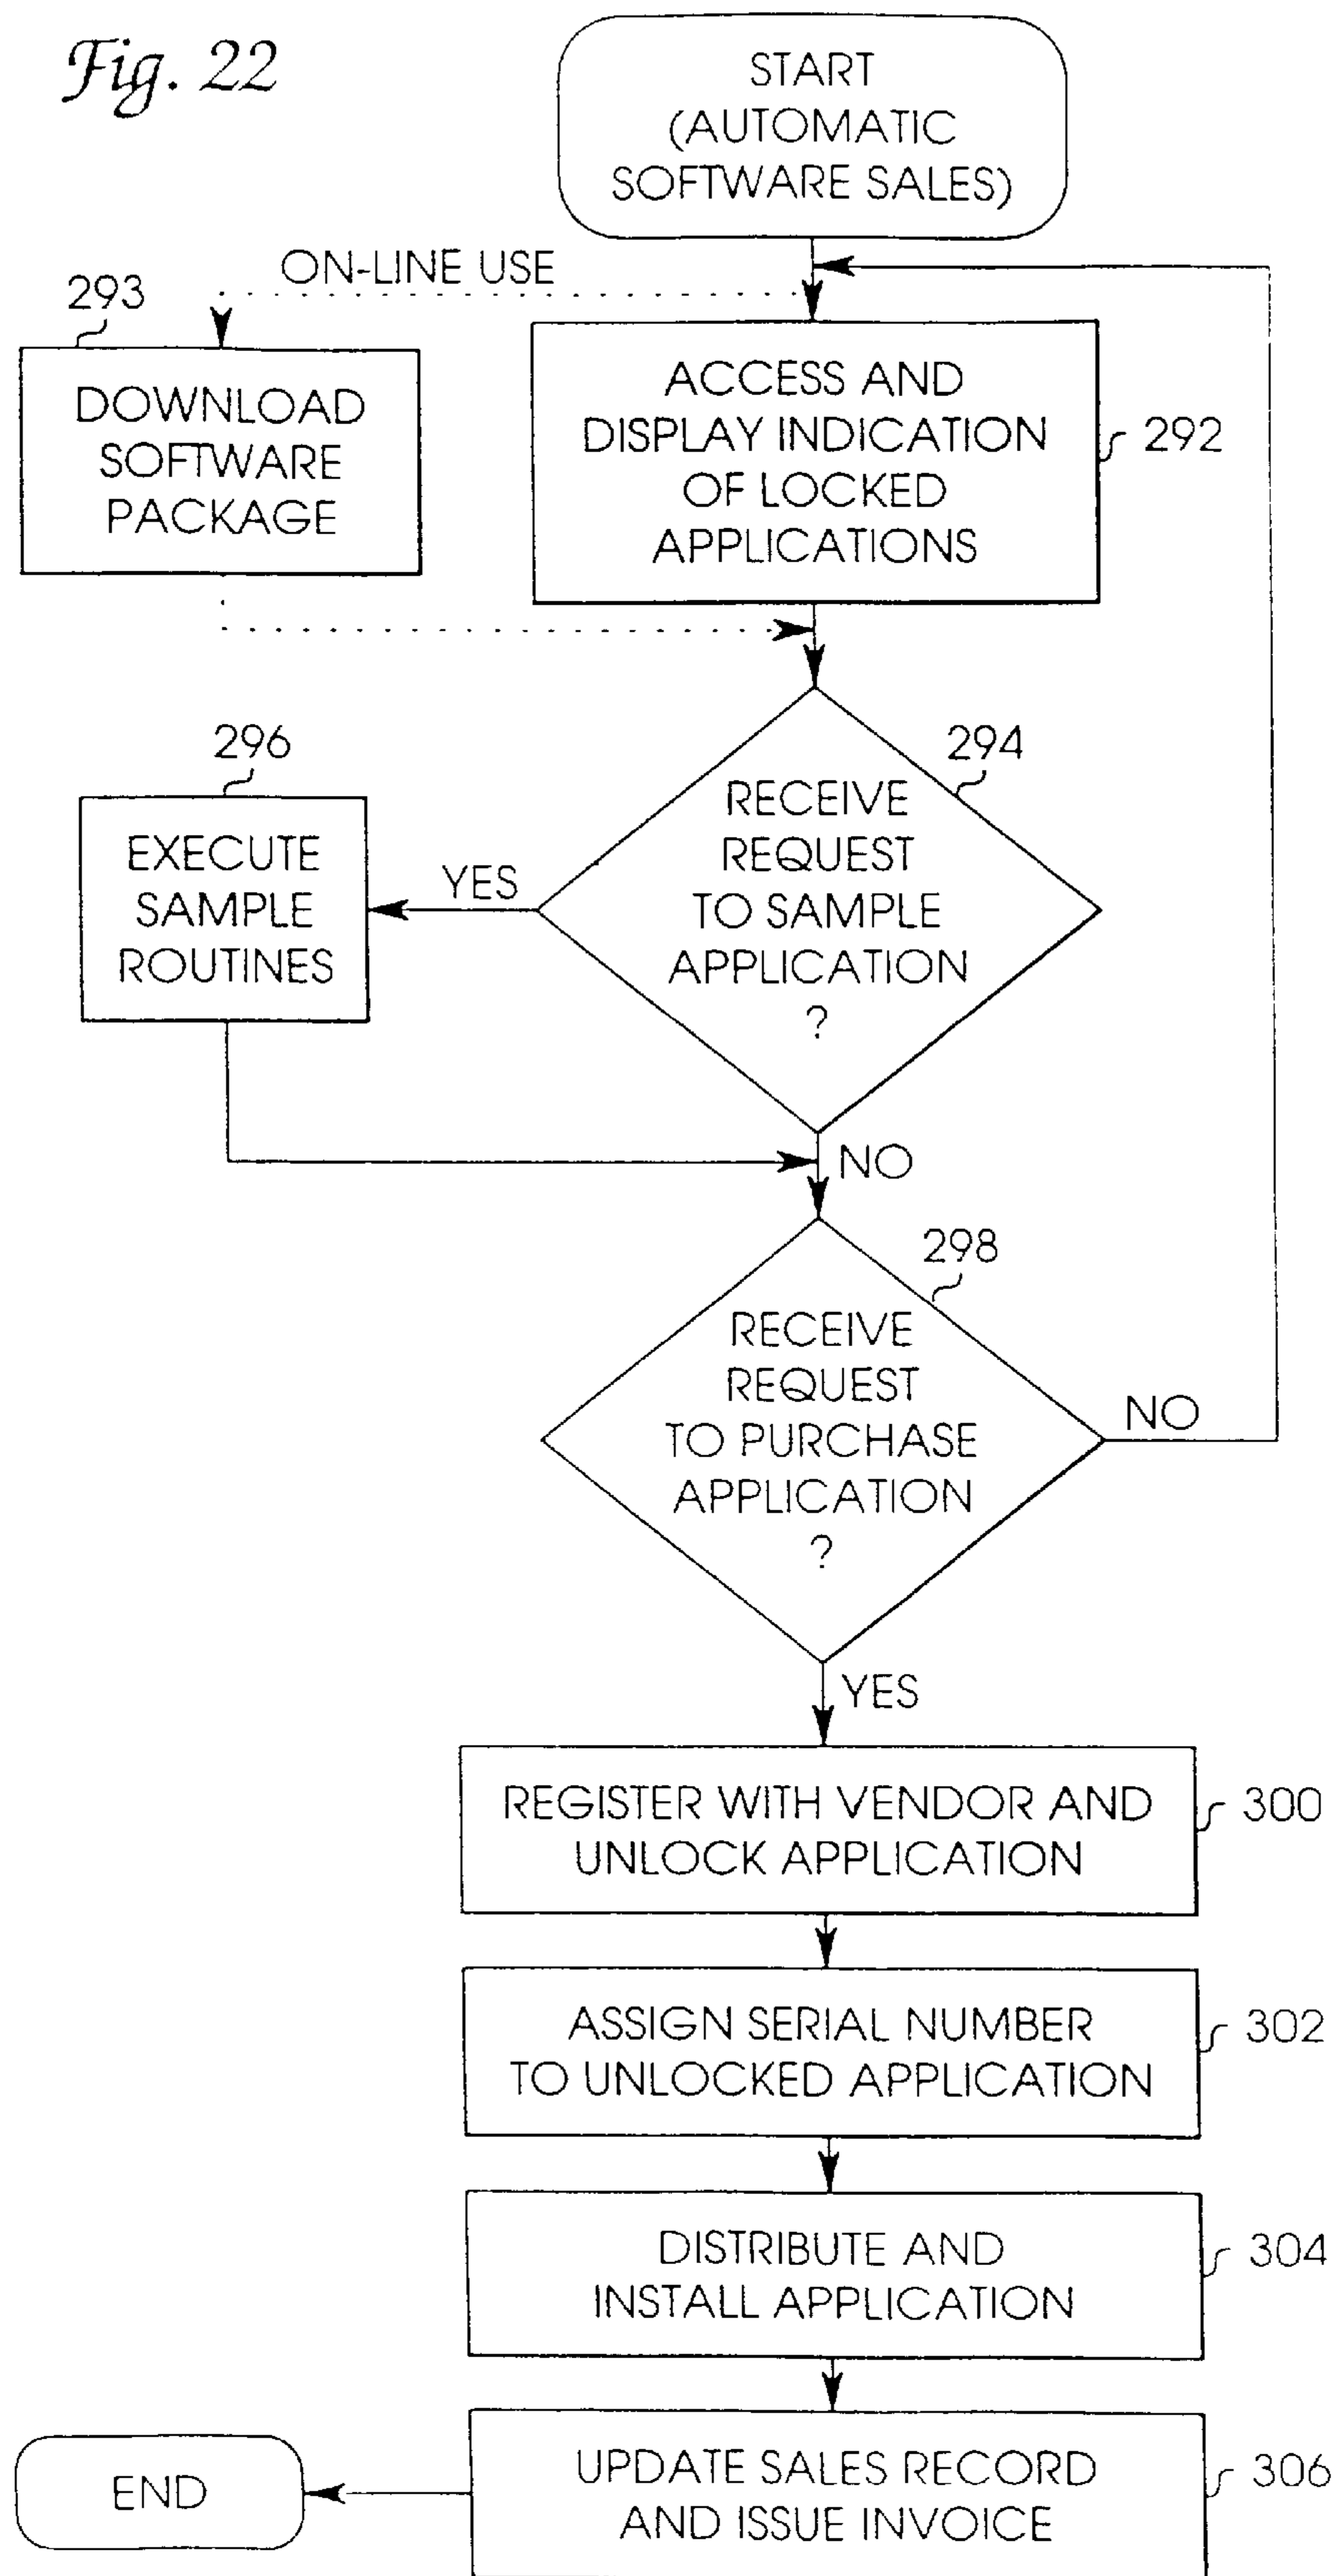 Fig. 22
START
(AUTOMATIC
SOFTWARE SALES)
ON-LINE USE
293
DOWNLOAD
SOFTWARE
PACKAGE
ACCESS AND
DISPLAY INDICATION
OF LOCKED
APPLICATIONS
292
296
EXECUTE
SAMPLE
ROUTINES
YES
294
RECEIVE
REQUEST
TO SAMPLE
APPLICATION
?
NO
298
RECEIVE
REQUEST
TO PURCHASE
APPLICATION
?
NO
YES
REGISTER WITH VENDOR AND
UNLOCK APPLICATION
300
ASSIGN SERIAL NUMBER
TO UNLOCKED APPLICATION
302
DISTRIBUTE AND
INSTALL APPLICATION
304
UPDATE SALES RECORD
AND ISSUE INVOICE
306
END